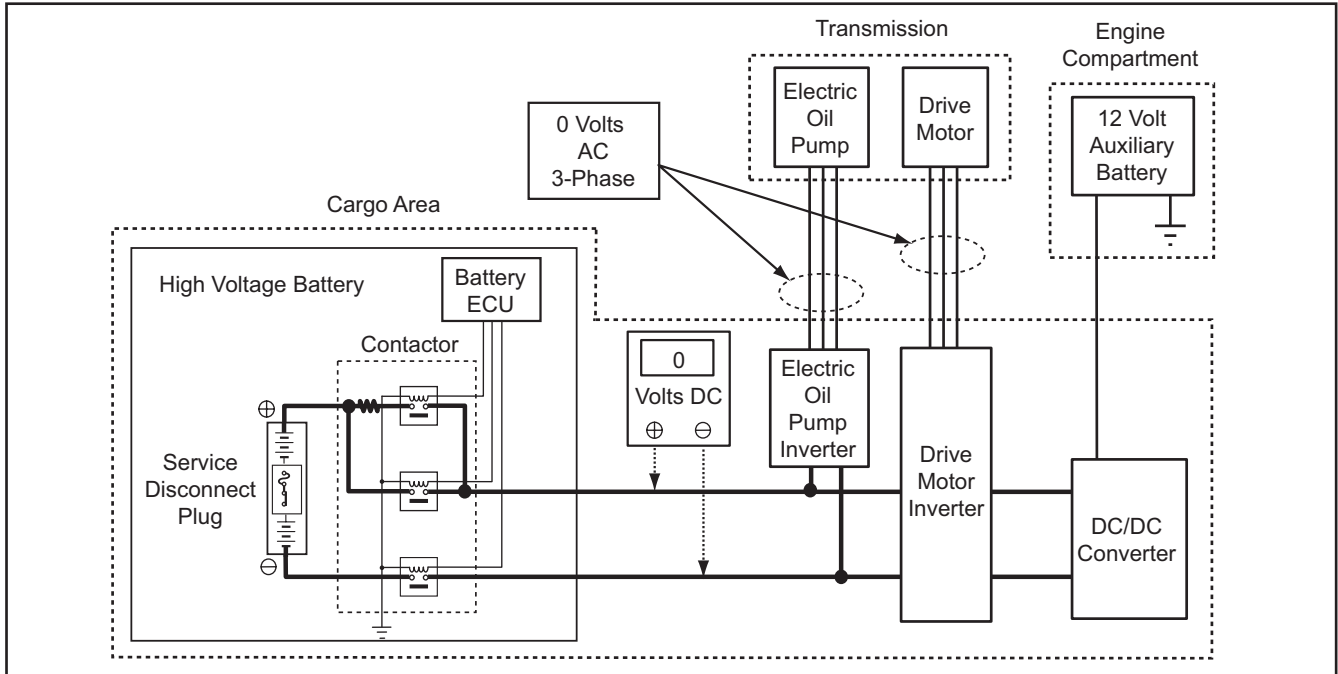 Transmission
Engine
Compartment
Electric
Oil
Pump
Drive
Motor
12 Volt
Auxiliary
Battery
0 Volts
AC
3-Phase
Cargo Area
High Voltage Battery
Battery
ECU
Contactor
0
Volts DC
⊕ ⊖
Electric
Oil
Pump
Inverter
⊕
Service
Disconnect
Plug
⊖
Drive
Motor
Inverter
DC/DC
Converter